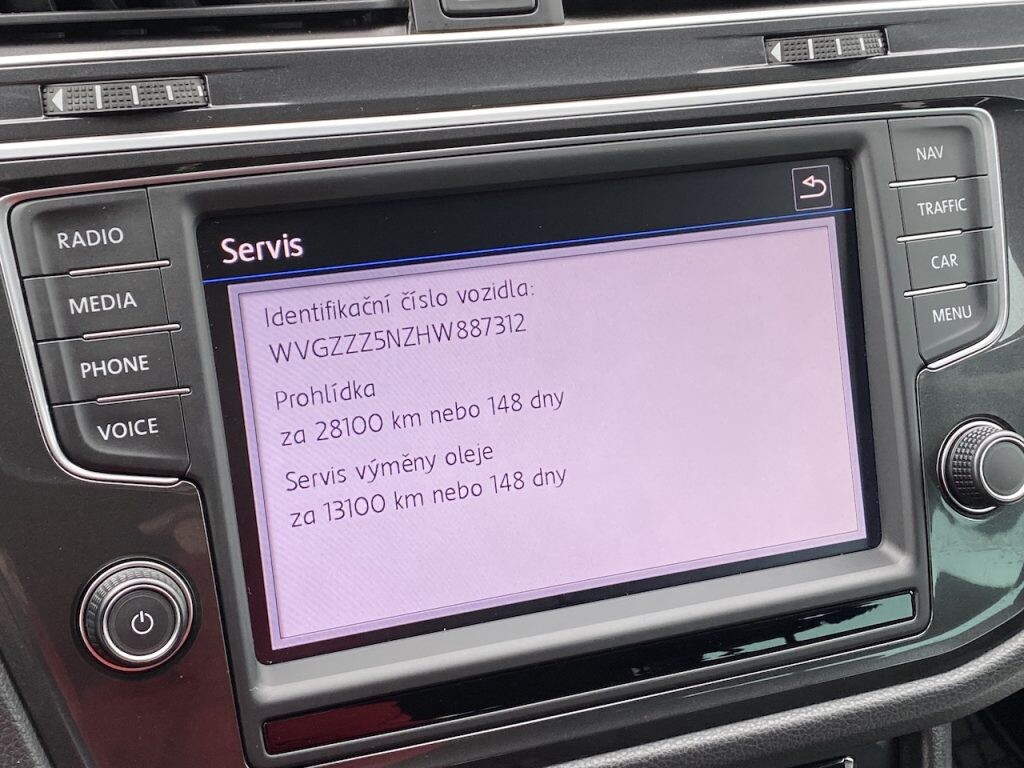 RADIO
MEDIA
PHONE
VOICE
Servis
Identifikační číslo vozidla:
WVGZZZ5NZHW887312
Prohlídka
za 28100 km nebo 148 dny
Servis výměny oleje
za 13100 km nebo 148 dny
NAV
TRAFFIC
CAR
MENU